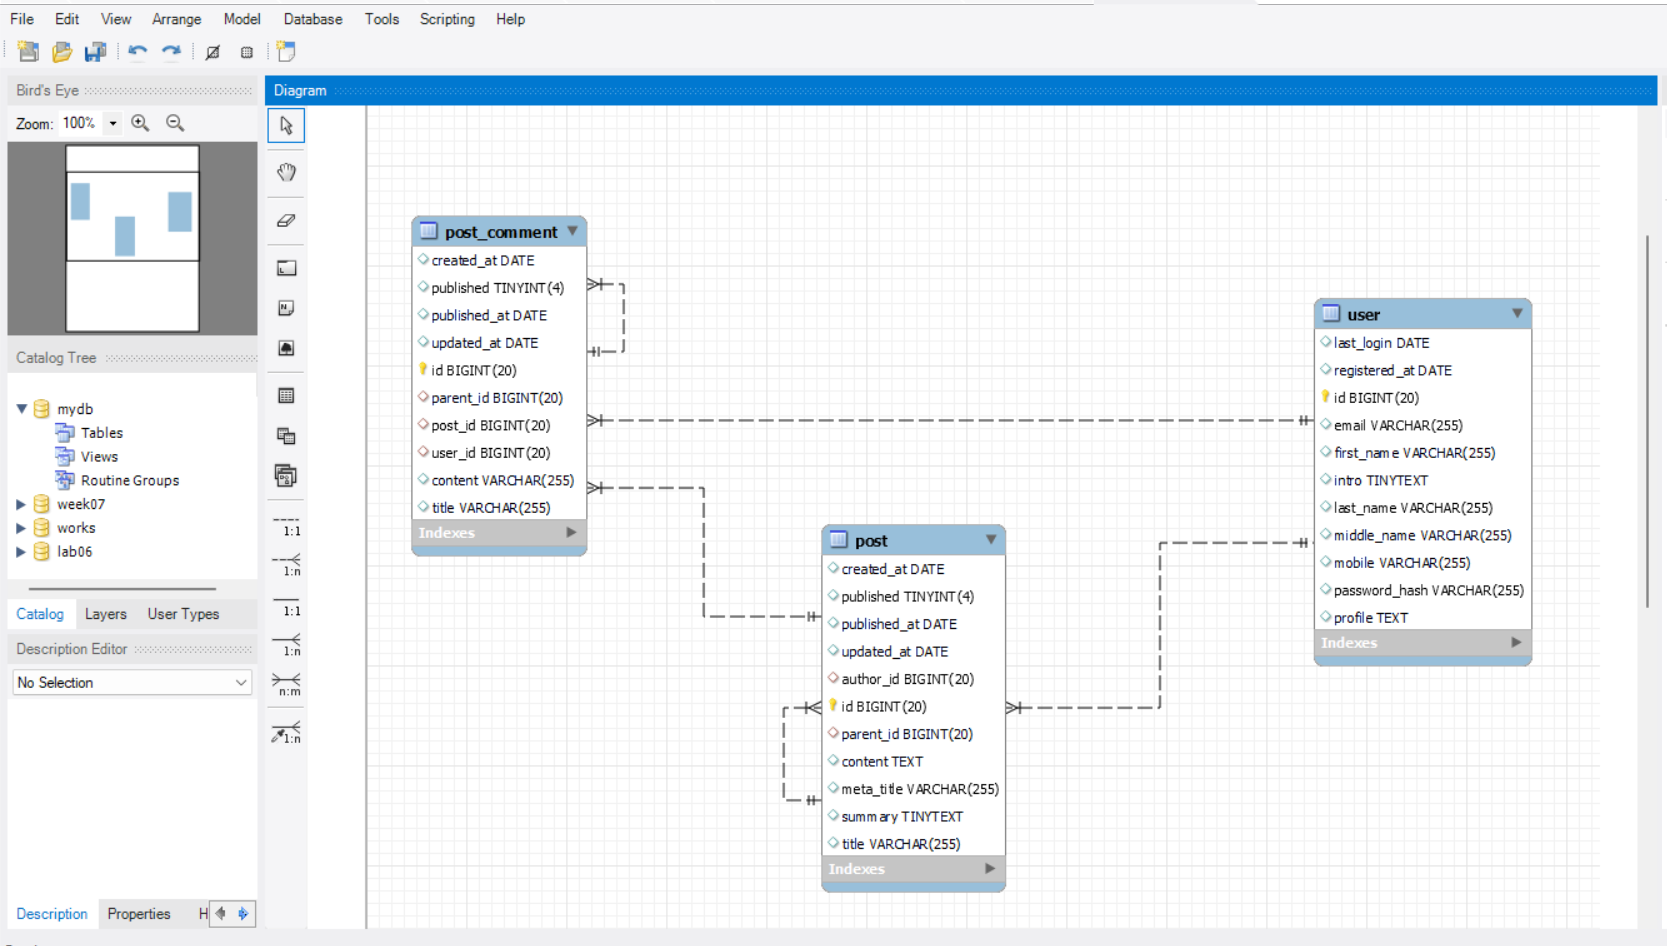 File Edit View Arrange Model Database Tools Scripting Help
Bird's Eye
Zoom: 100%
Catalog Tree
mydb
Tables
Views
Routine Groups
week07
works
lab06
Catalog Layers User Types
Description Editor
No Selection
Description Properties H
Diagram
1:1
1:n
1:1
1:n
n:m
1:n
post_comment
created_at DATE
published TINYINT(4)
published_at DATE
updated_at DATE
id BIGINT(20)
parent_id BIGINT(20)
post_id BIGINT(20)
user_id BIGINT(20)
content VARCHAR(255)
title VARCHAR(255)
Indexes
post
created_at DATE
published TINYINT(4)
published_at DATE
updated_at DATE
author_id BIGINT(20)
id BIGINT(20)
parent_id BIGINT(20)
content TEXT
meta_title VARCHAR(255)
summary TINYTEXT
title VARCHAR(255)
Indexes
user
last_login DATE
registered_at DATE
id BIGINT(20)
email VARCHAR(255)
first_name VARCHAR(255)
intro TINYTEXT
last_name VARCHAR(255)
middle_name VARCHAR(255)
mobile VARCHAR(255)
password_hash VARCHAR(255)
profile TEXT
Indexes